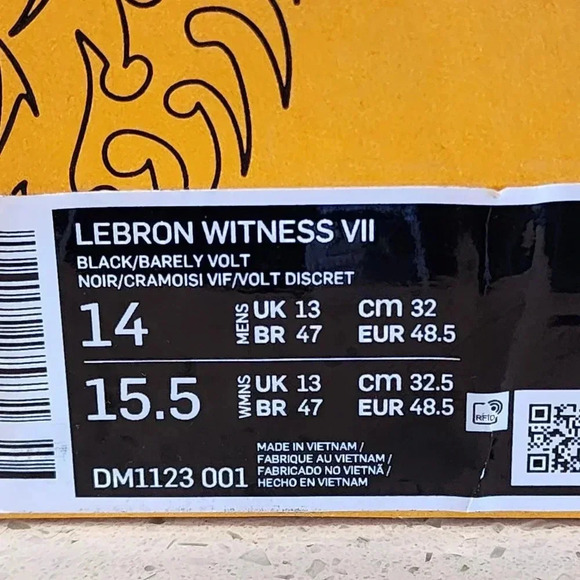 LEBRON WITNESS VII
BLACK/BARELY VOLT
NOIR/CRAMOISI VIF/VOLT DISCRET
14 MENS UK 13 cm 32
BR 47 EUR 48.5
15.5 WMNS UK 13 cm 32.5
BR 47 EUR 48.5
RFID
DM1123 001
MADE IN VIETNAM /
FABRIQUE AU VIETNAM /
FABRICADO NO VIETNÃ /
HECHO EN VIETNAM